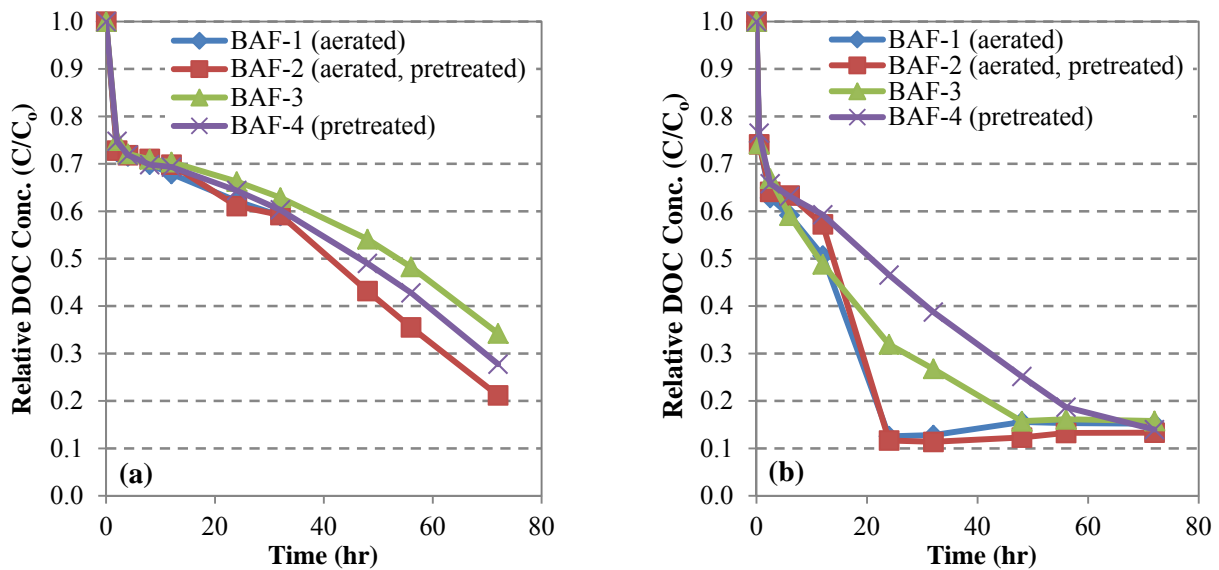 Relative DOC Conc. (C/Co)
1.0
0.9
0.8
0.7
0.6
0.5
0.4
0.3
0.2
0.1
0.0
BAF-1 (aerated)
BAF-2 (aerated, pretreated)
BAF-3
BAF-4 (pretreated)
(a)
0 20 40 60 80
Time (hr)
Relative DOC Conc. (C/Co)
1.0
0.9
0.8
0.7
0.6
0.5
0.4
0.3
0.2
0.1
0.0
BAF-1 (aerated)
BAF-2 (aerated, pretreated)
BAF-3
BAF-4 (pretreated)
(b)
0 20 40 60 80
Time (hr)